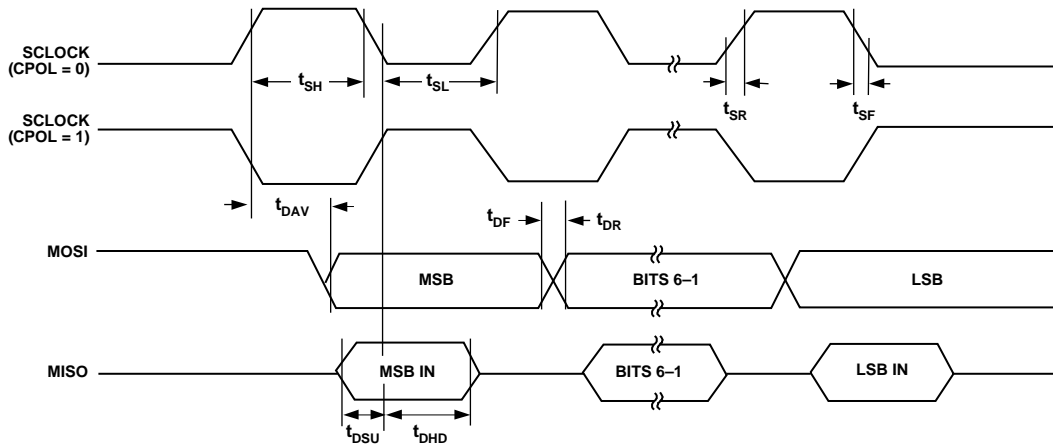 SCLOCK
(CPOL = 0)
tSH
tSL
tSR
tSF
SCLOCK
(CPOL = 1)
tDAV
tDF
tDR
MOSI
MSB
BITS 6–1
LSB
MISO
MSB IN
BITS 6–1
LSB IN
tDSU
tDHD